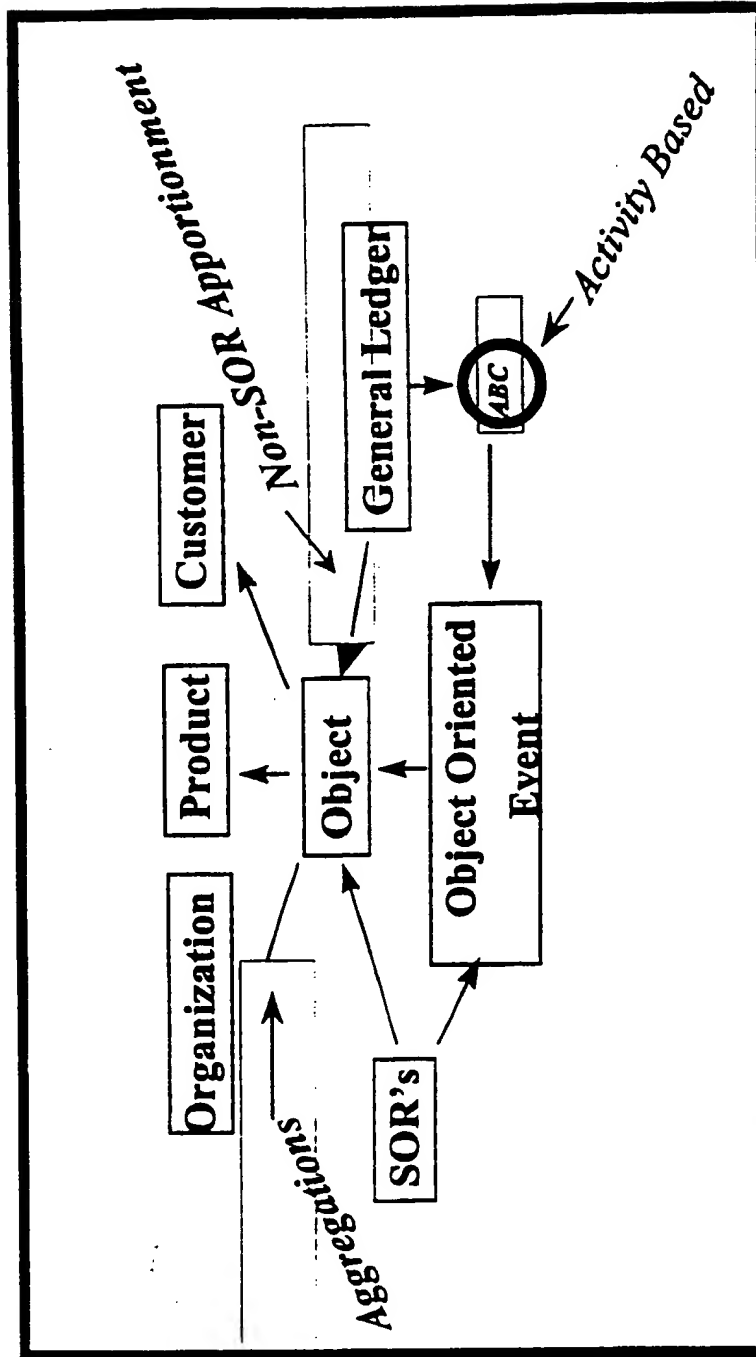 Organization
Product
Customer
Non-SOR Apportionment
Aggregations
Object
General Ledger
SOR's
Object Oriented
Event
ABC
Activity Based